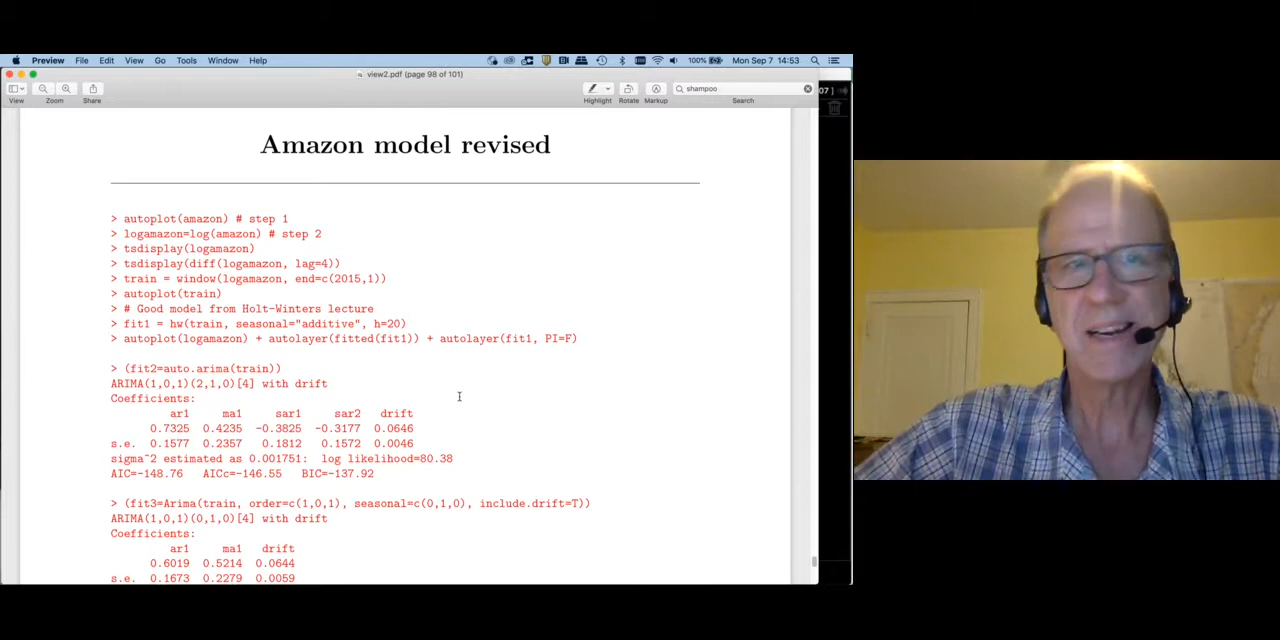 Preview File Edit View Go Tools Window Help 100% Mon Sep 7 14:53
view2.pdf (page 98 of 101)
shampoo
07 ]
View Zoom Share Highlight Rotate Markup Search
Amazon model revised
> autoplot(amazon) # step 1
> logamazon=log(amazon) # step 2
> tsdisplay(logamazon)
> tsdisplay(diff(logamazon, lag=4))
> train = window(logamazon, end=c(2015,1))
> autoplot(train)
> # Good model from Holt-Winters lecture
> fit1 = hw(train, seasonal="additive", h=20)
> autoplot(logamazon) + autolayer(fitted(fit1)) + autolayer(fit1, PI=F)
> (fit2=auto.arima(train))
ARIMA(1,0,1)(2,1,0)[4] with drift
Coefficients:
ar1 ma1 sar1 sar2 drift
0.7325 0.4235 -0.3825 -0.3177 0.0646
s.e. 0.1577 0.2357 0.1812 0.1572 0.0046
sigma^2 estimated as 0.001751: log likelihood=80.38
AIC=-148.76 AICc=-146.55 BIC=-137.92
> (fit3=Arima(train, order=c(1,0,1), seasonal=c(0,1,0), include.drift=T))
ARIMA(1,0,1)(0,1,0)[4] with drift
Coefficients:
ar1 ma1 drift
0.6019 0.5214 0.0644
s.e. 0.1673 0.2279 0.0059